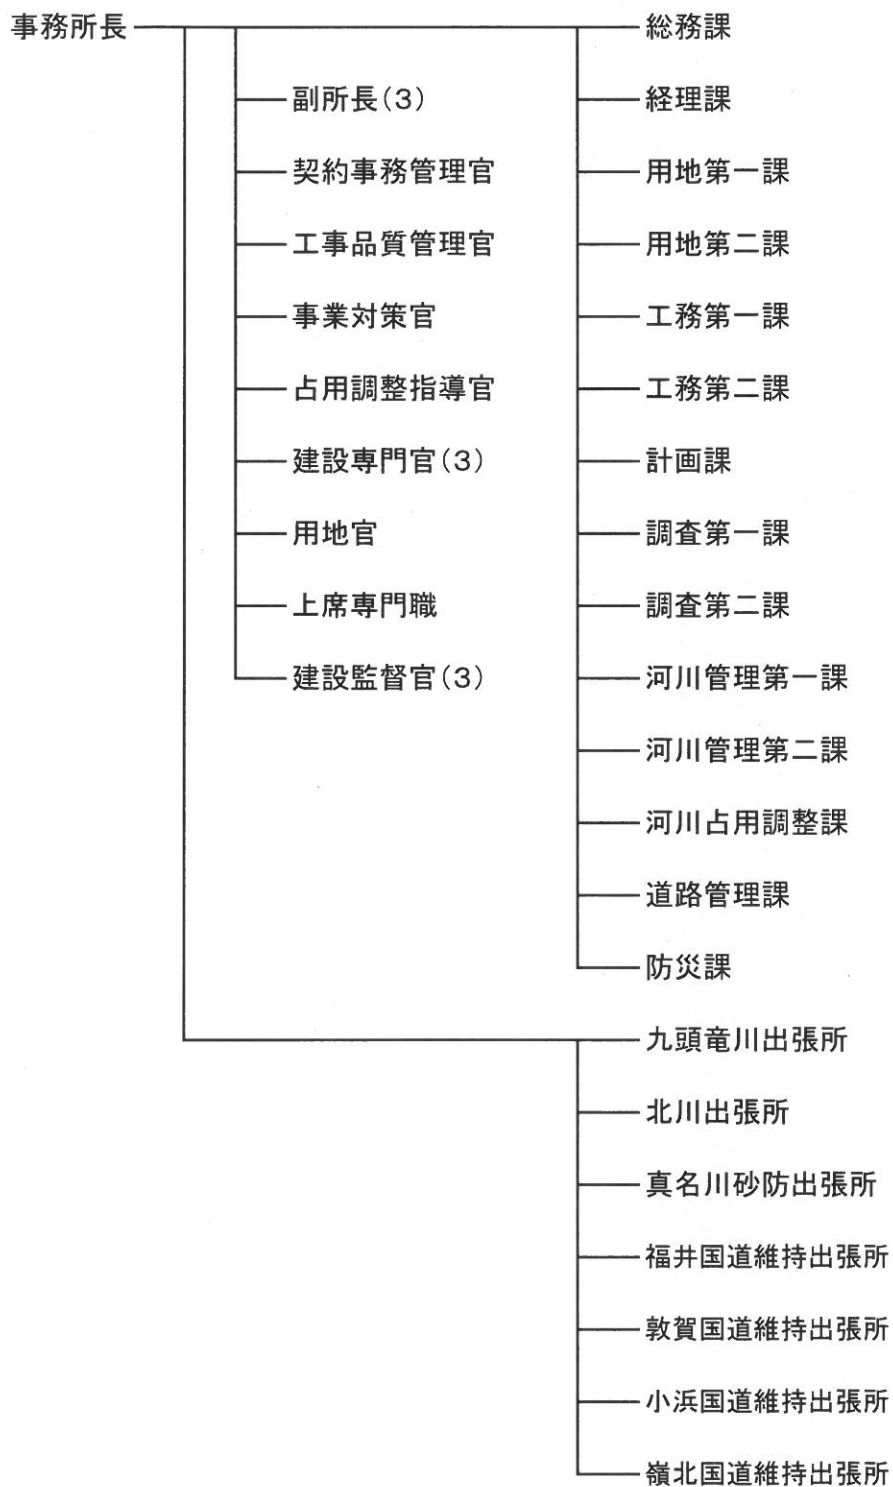 事務所長
総務課
副所長(3)
経理課
契約事務管理官
用地第一課
工事品質管理官
用地第二課
事業対策官
工務第一課
占用調整指導官
工務第二課
建設専門官(3)
計画課
用地官
調査第一課
上席専門職
調査第二課
建設監督官(3)
河川管理第一課
河川管理第二課
河川占用調整課
道路管理課
防災課
九頭竜川出張所
北川出張所
真名川砂防出張所
福井国道維持出張所
敦賀国道維持出張所
小浜国道維持出張所
嶺北国道維持出張所